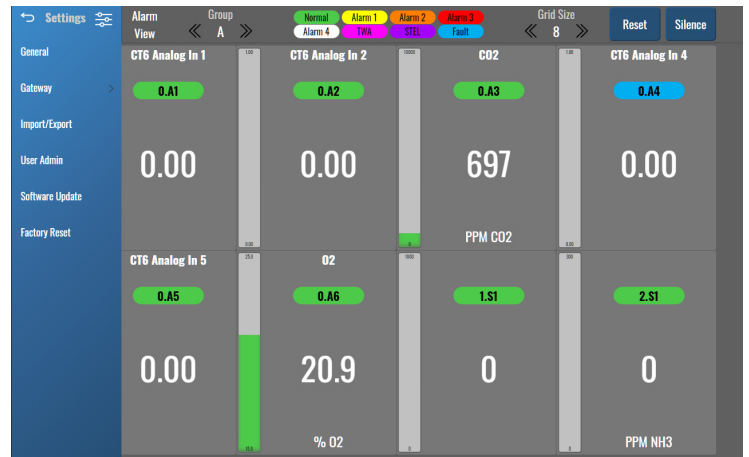 Settings
General
Gateway
Import/Export
User Admin
Software Update
Factory Reset
Alarm
View
Group
A
Normal Alarm 1 Alarm 2 Alarm 3
Alarm 4 TWA STEL Fault
Grid Size
8
Reset Silence
CT6 Analog In 1
0.A1
0.00
1.00
0.00
CT6 Analog In 2
0.A2
0.00
10000
0
CO2
0.A3
697
PPM CO2
1.00
0.00
CT6 Analog In 4
0.A4
0.00
CT6 Analog In 5
0.A5
0.00
25.0
15.0
O2
0.A6
20.9
% O2
1000
0
1.S1
0
300
0
2.S1
0
PPM NH3